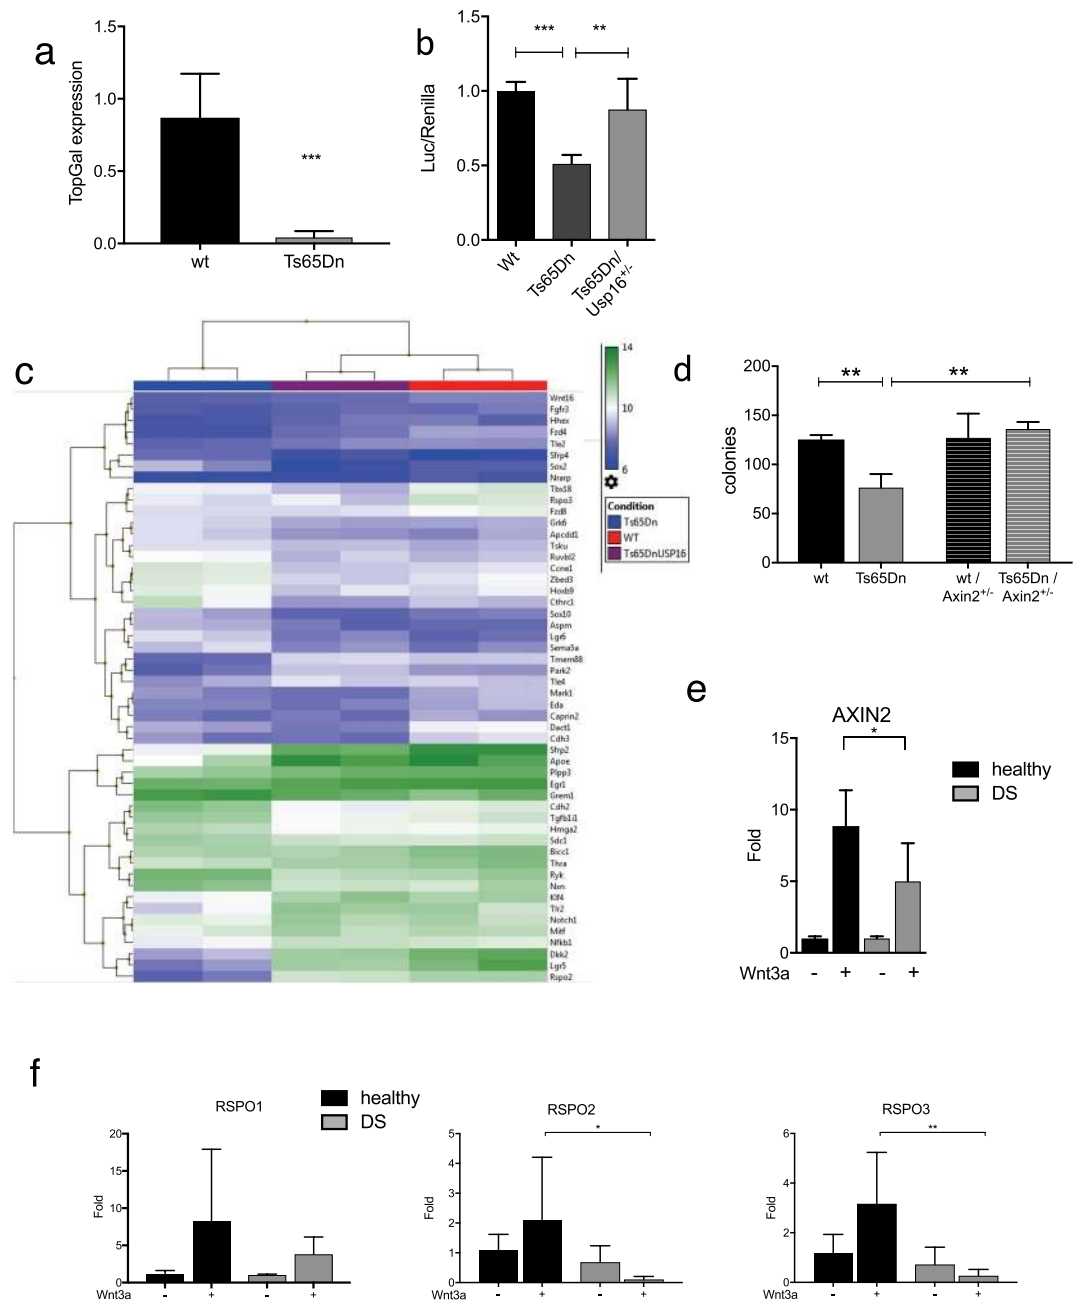 a
TopGal expression
1.5
1.0
0.5
0.0
***
wt
Ts65Dn
b
Luc/Renilla
1.5
1.0
0.5
0.0
***
**
Wt
Ts65Dn
Ts65Dn/
Usp16+/-
c
14
10
6
Condition
Ts65Dn
WT
Ts65DnUSP16
Wnt16
Fgfr3
Hhex
Fzd4
Tle2
Sfrp4
Sox2
Nrarp
Tbx18
Rspo3
Fzd8
Grk6
Apcdd1
Tsku
Ruvbl2
Ccne1
Zbed3
Hoxb9
Cthrc1
Sox10
Aspm
Lgr6
Sema5a
Tmem88
Park2
Tle4
Mark1
Eda
Caprin2
Dact1
Cdh3
Sfrp2
Apoe
Plpp3
Egr1
Grem1
Cdh2
Tgfb1i1
Hmga2
Sdc1
Bicc1
Thra
Ryk
Nxn
Klf4
Tlr2
Notch1
Mitf
Nfkb1
Dkk2
Lgr5
Rspo2
d
colonies
200
150
100
50
0
**
**
wt
Ts65Dn
wt /
Axin2+/-
Ts65Dn /
Axin2+/-
e
AXIN2
*
Fold
15
10
5
0
Wnt3a - + - +
healthy
DS
f
healthy
DS
RSPO1
Fold
20
15
10
5
0
Wnt3a - + - +
RSPO2
*
Fold
5
4
3
2
1
0
Wnt3a - + - +
RSPO3
**
Fold
6
4
2
0
Wnt3a - + - +